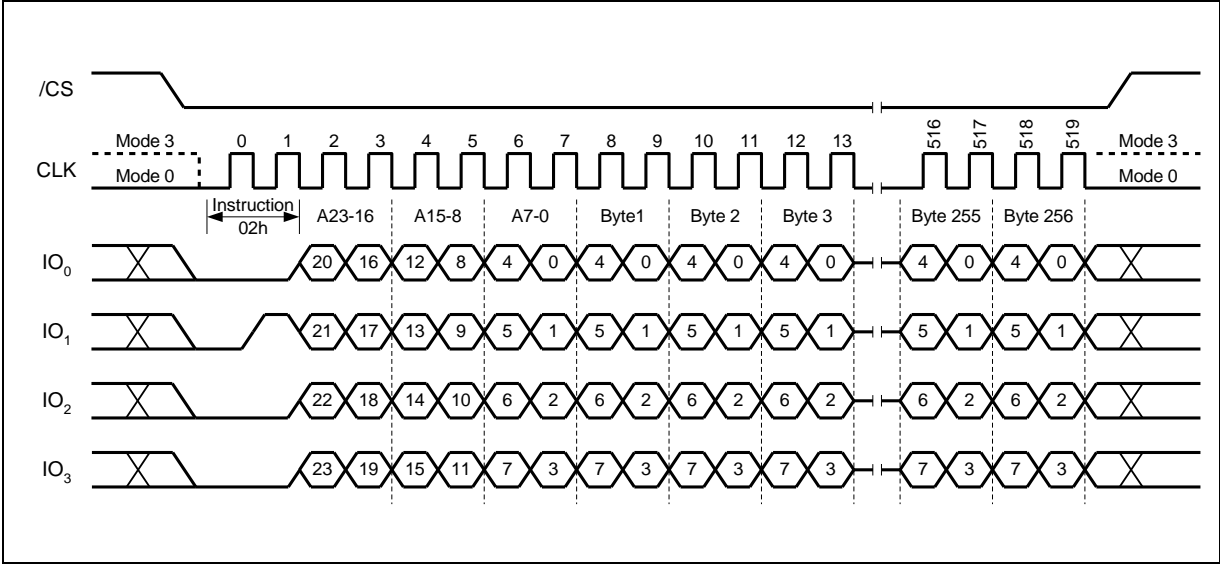 /CS
Mode 3 0 1 2 3 4 5 6 7 8 9 10 11 12 13 516 517 518 519 Mode 3
CLK
Mode 0 Mode 0
Instruction A23-16 A15-8 A7-0 Byte1 Byte 2 Byte 3 Byte 255 Byte 256
02h
IO0 20 16 12 8 4 0 4 0 4 0 4 0 4 0 4 0
IO1 21 17 13 9 5 1 5 1 5 1 5 1 5 1 5 1
IO2 22 18 14 10 6 2 6 2 6 2 6 2 6 2 6 2
IO3 23 19 15 11 7 3 7 3 7 3 7 3 7 3 7 3